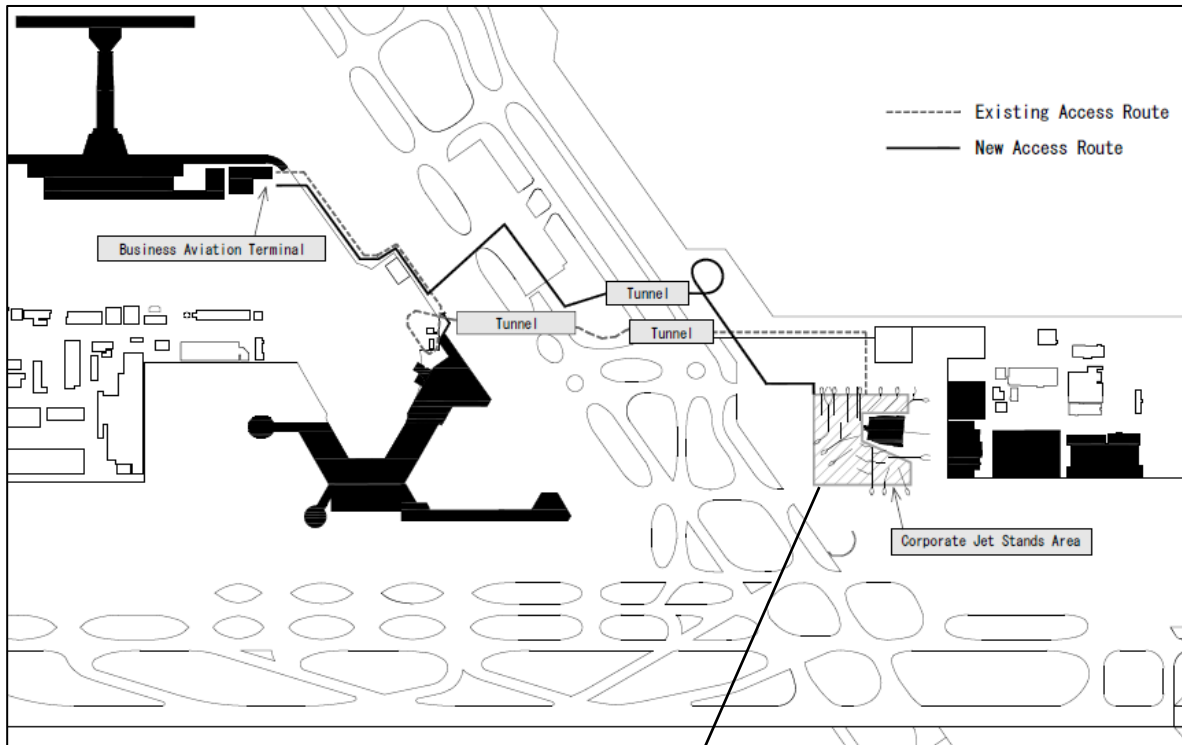 Existing Access Route
New Access Route
Business Aviation Terminal
Tunnel
Tunnel
Tunnel
Corporate Jet Stands Area